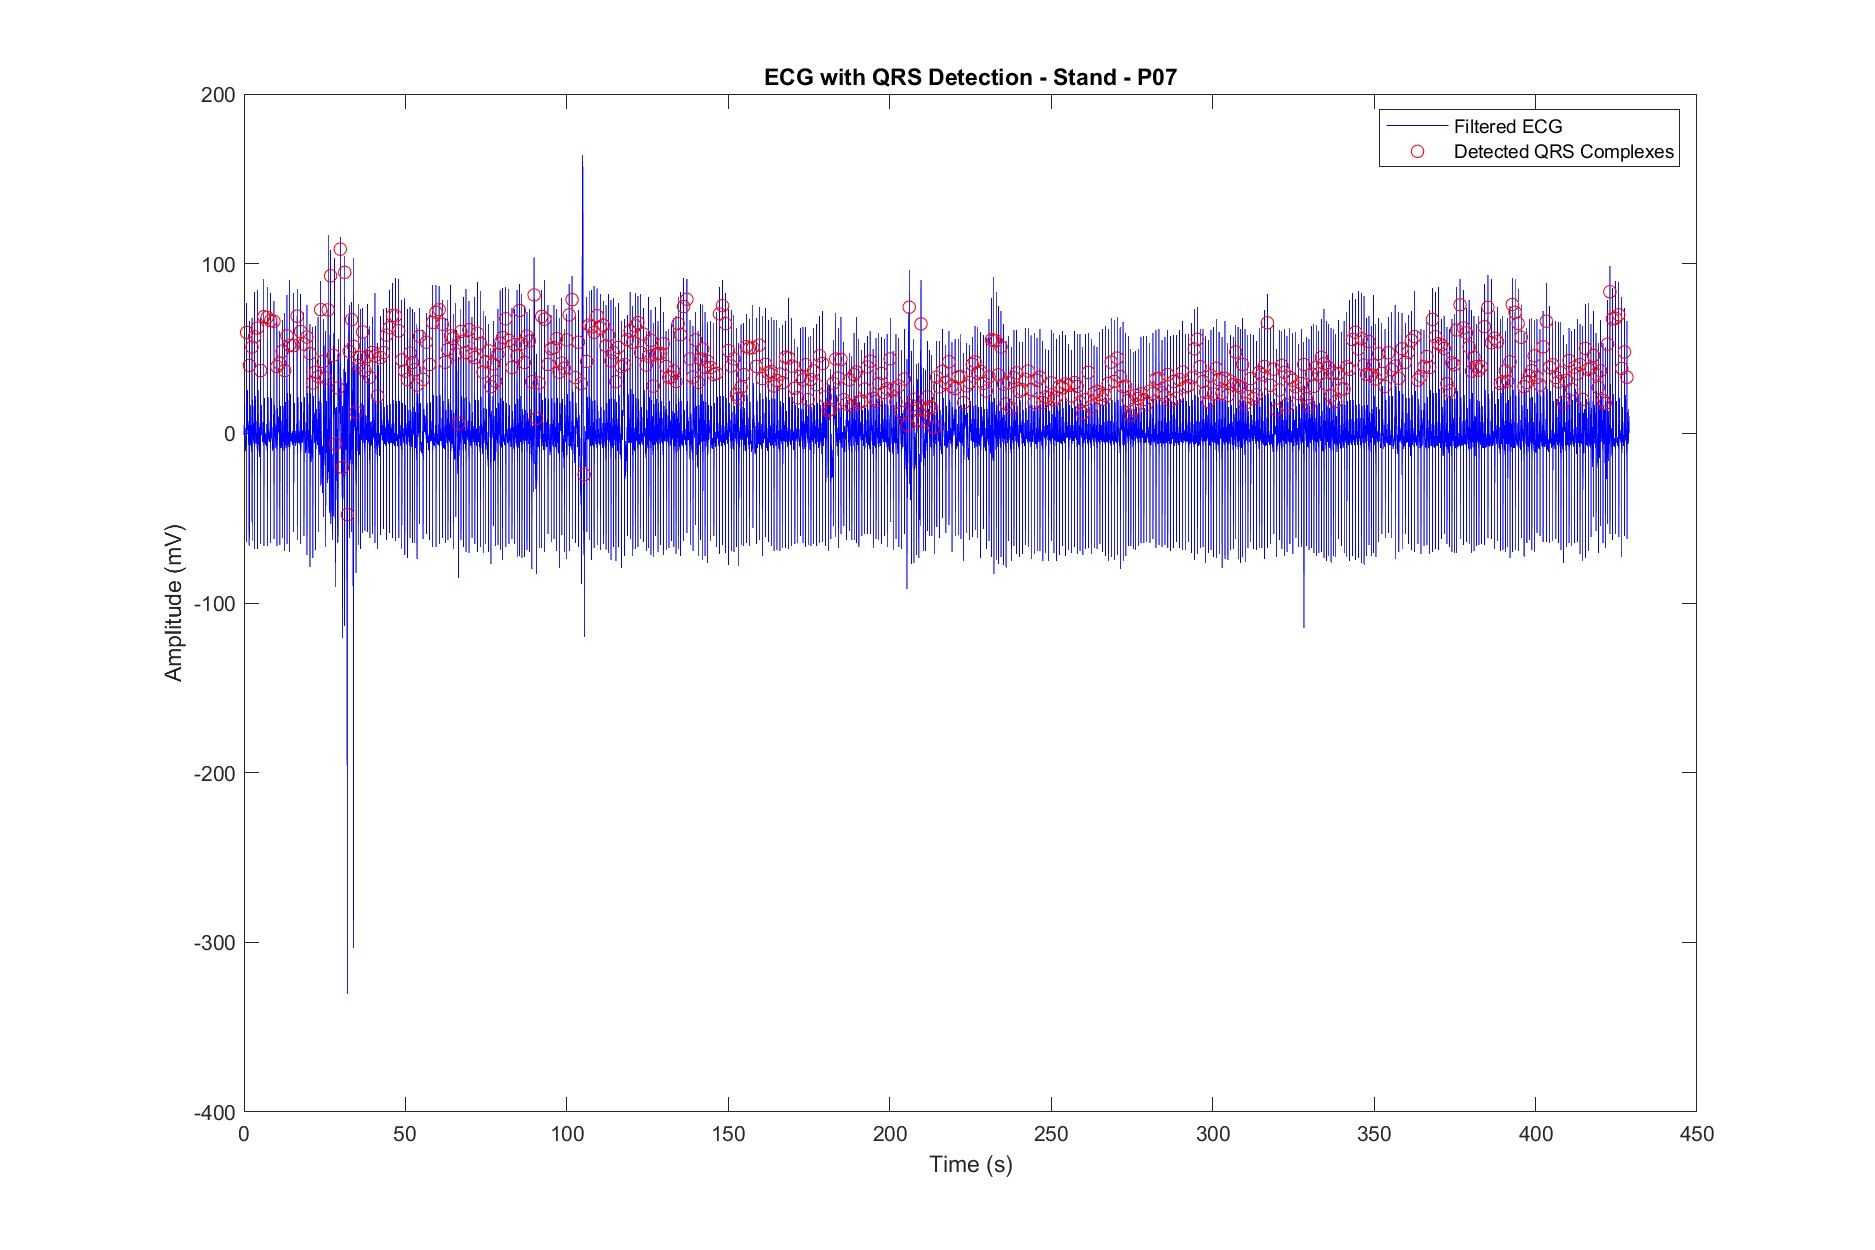 ECG with QRS Detection - Stand - P07
200
100
0
-100
-200
-300
-400
Amplitude (mV)
Filtered ECG
Detected QRS Complexes
0 50 100 150 200 250 300 350 400 450
Time (s)